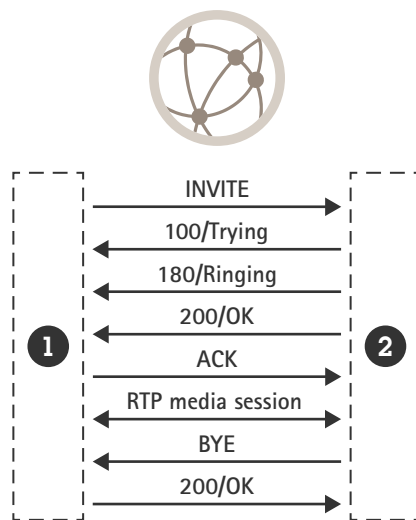 INVITE
100/Trying
180/Ringing
200/OK
1
2
ACK
RTP media session
BYE
200/OK